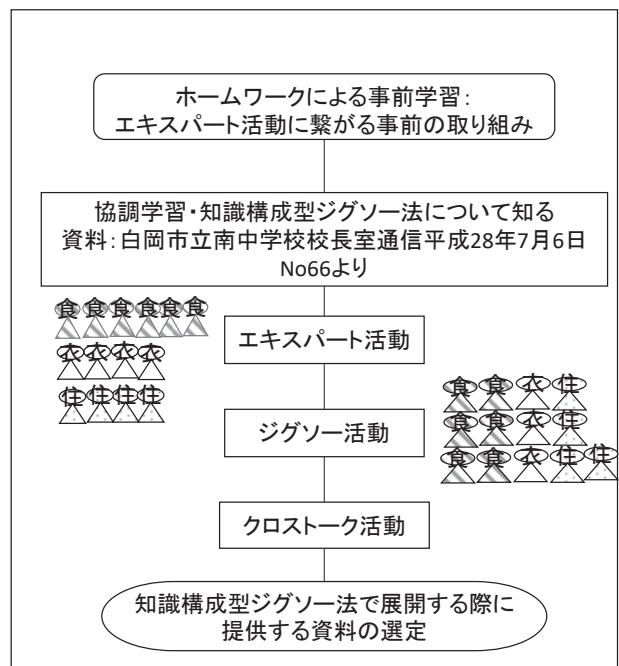 ホームワークによる事前学習：
エキスパート活動に繋がる事前の取り組み
協調学習・知識構成型ジグソー法について知る
資料：白岡市立南中学校校長室通信平成28年7月6日
No66より
食食食食食食
衣衣衣衣
住住住住
エキスパート活動
ジグソー活動
食食衣住
食食衣住
食食衣住住
クロストーク活動
知識構成型ジグソー法で展開する際に
提供する資料の選定